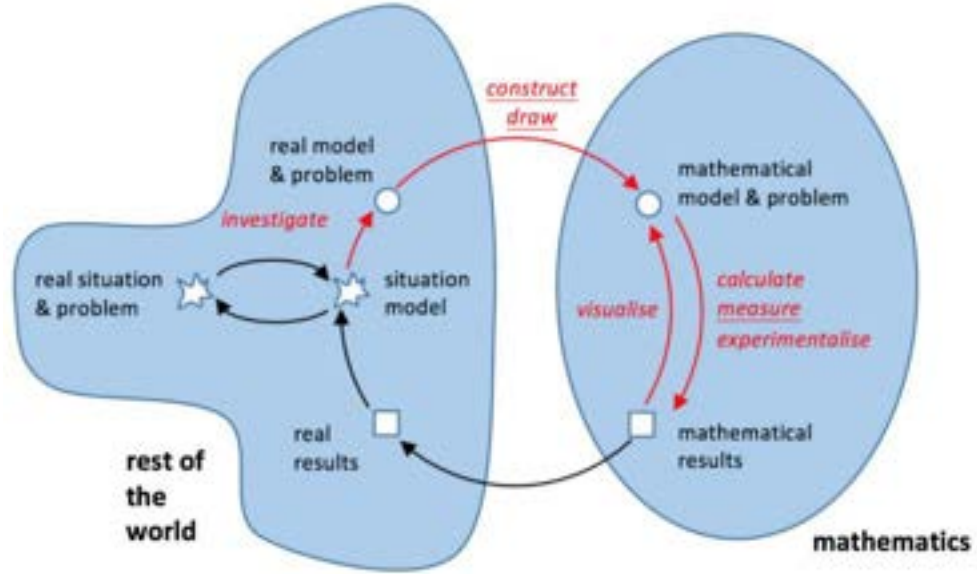 construct
draw
real model
& problem
mathematical
model & problem
investigate
real situation
& problem
situation
model
visualise
calculate
measure
experimentalise
real
results
mathematical
results
rest of
the
world
mathematics